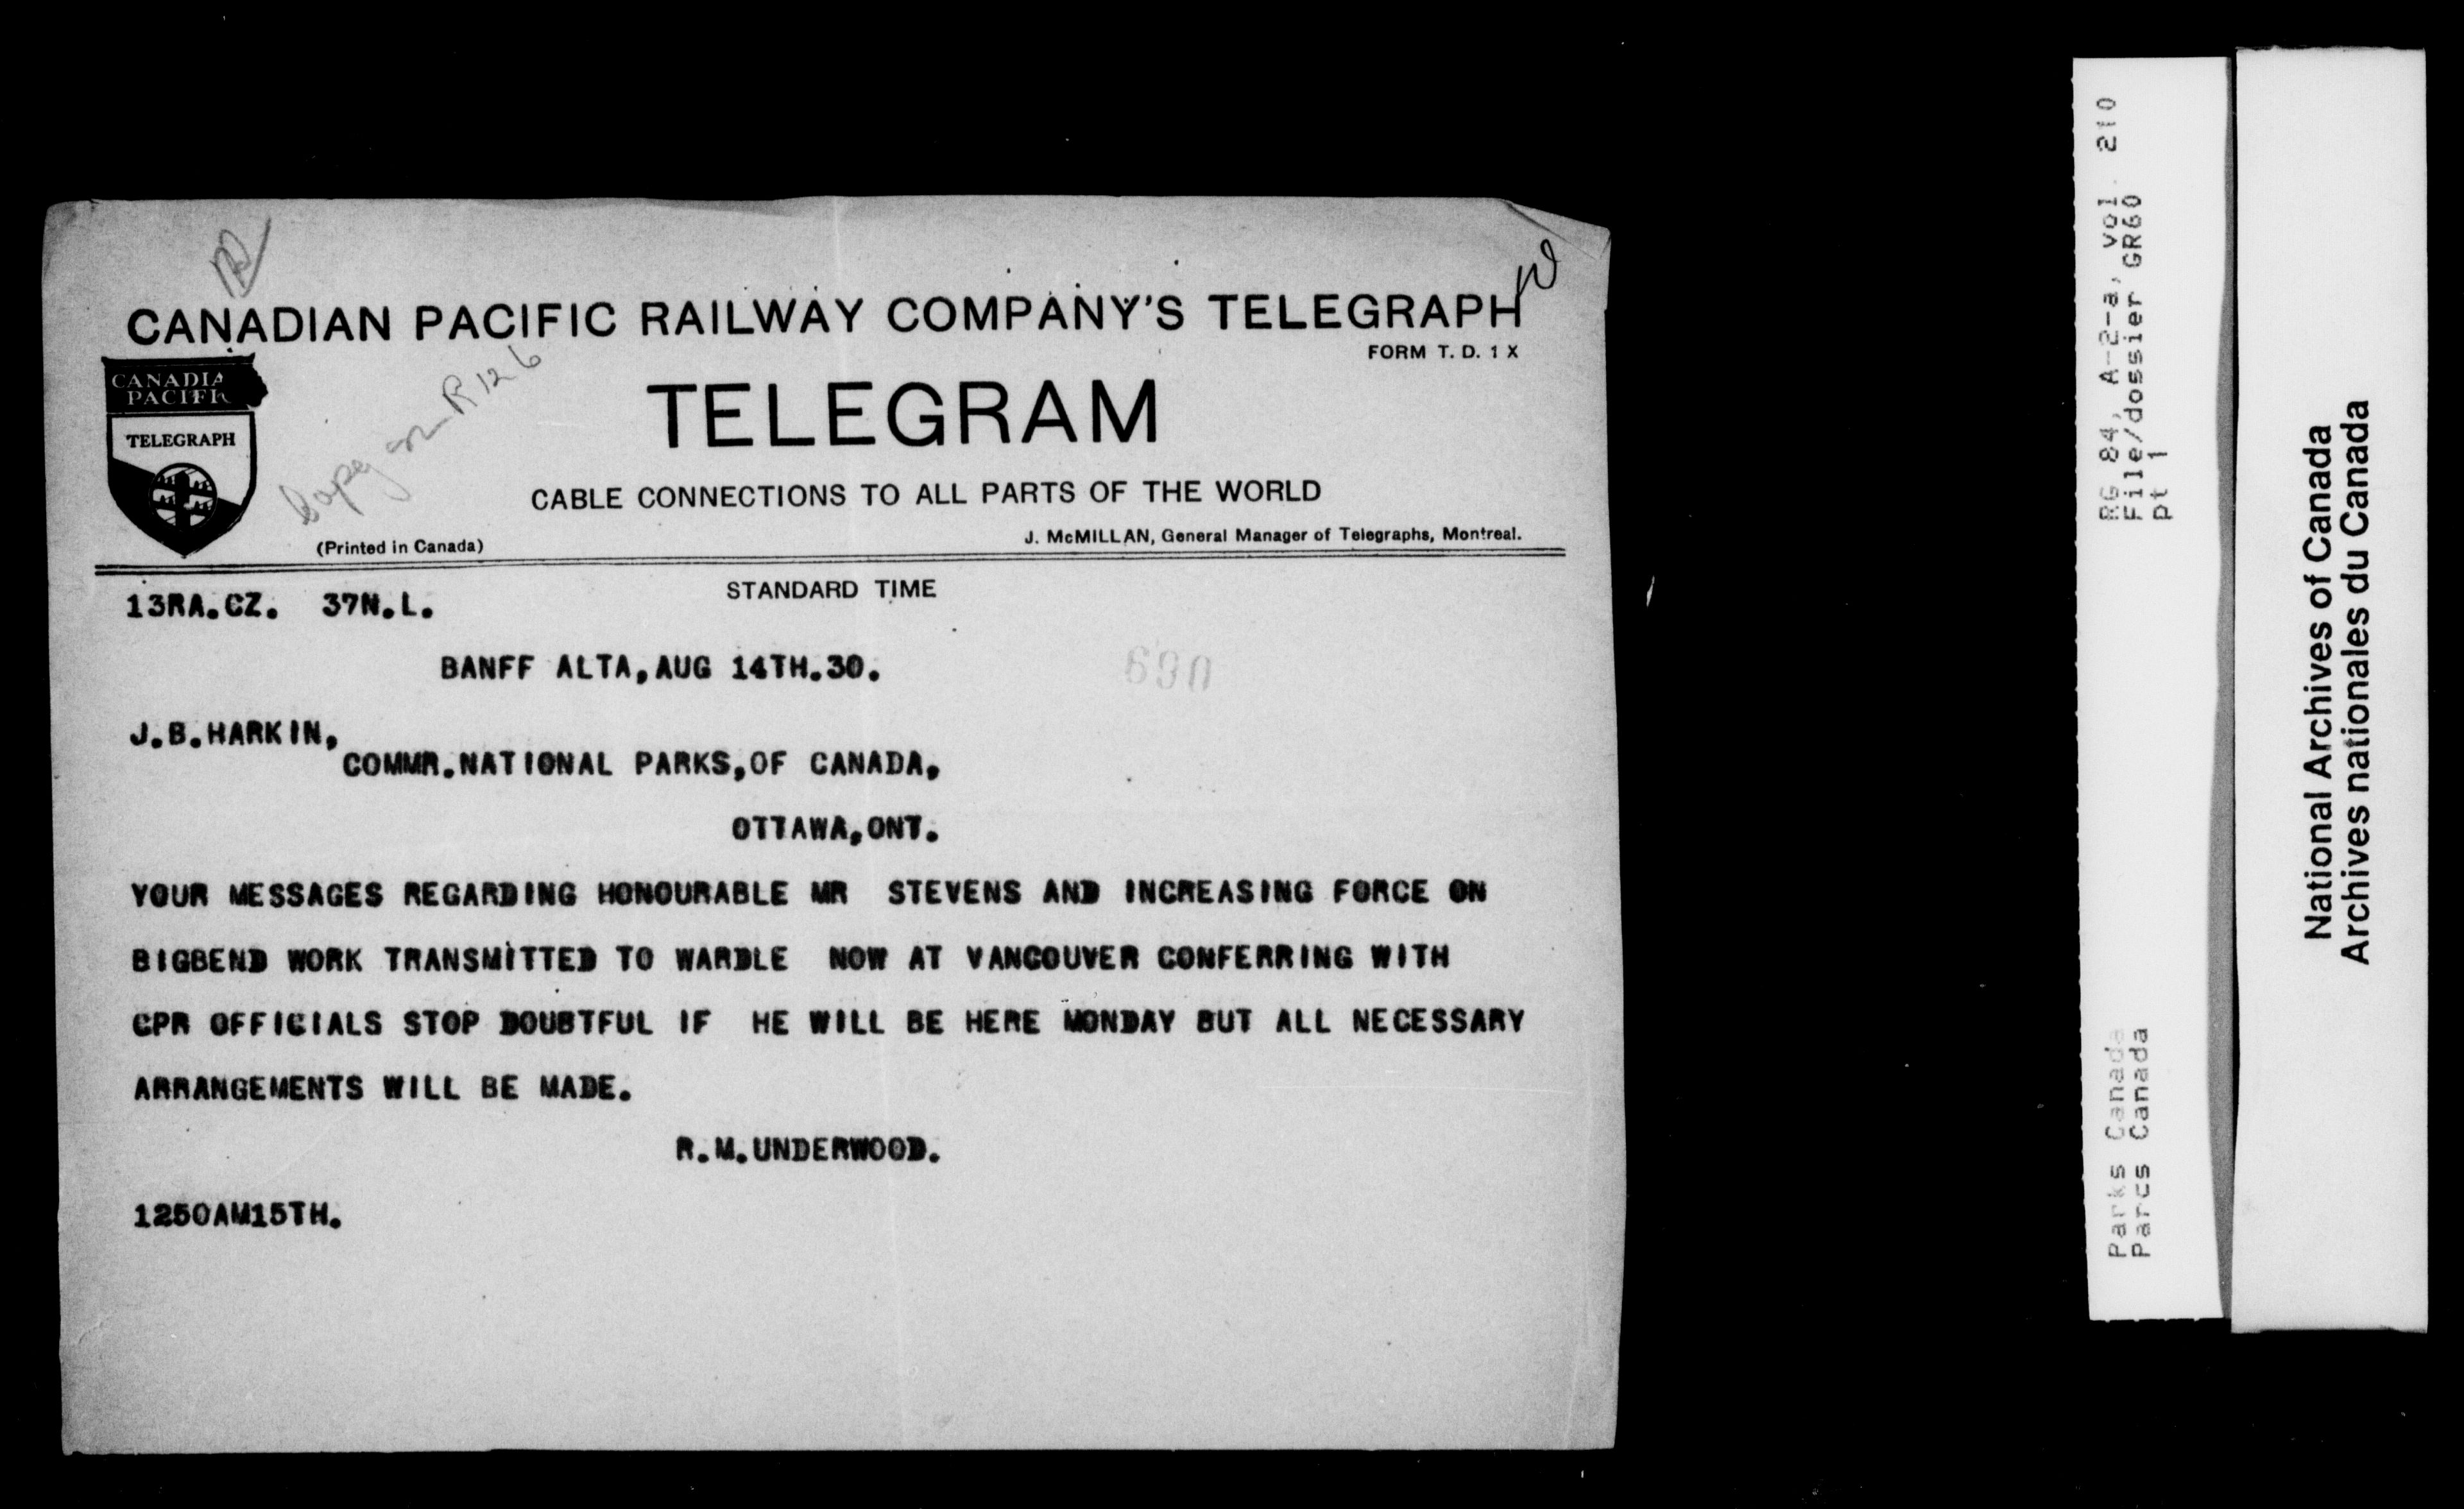 CANADIAN PACIFIC RAILWAY COMPANY'S TELEGRAPH
FORM T. D. 1 X
CANADIA
PACIFI
TELEGRAPH
TELEGRAM
R126
CABLE CONNECTIONS TO ALL PARTS OF THE WORLD
(Printed in Canada)
J. McMILLAN, General Manager of Telegraphs, Montreal.
STANDARD TIME
13RA.CZ. 37N.L.
BANFF ALTA,AUG 14TH.30.
690
J.B.HARKIN,
COMMR.NATIONAL PARKS,OF CANADA,
OTTAWA,ONT.
YOUR MESSAGES REGARDING HONOURABLE MR STEVENS AND INCREASING FORCE ON
BIGBEND WORK TRANSMITTED TO WARDLE NOW AT VANCOUVER CONFERRING WITH
CPR OFFICIALS STOP DOUBTFUL IF HE WILL BE HERE MONDAY BUT ALL NECESSARY
ARRANGEMENTS WILL BE MADE.
R.M.UNDERWOOD.
1250AM15TH.
RG 84, A-2-a, vol. 210
File/dossier GR60
pt 1
Parks Canada
Parcs Canada
National Archives of Canada
Archives nationales du Canada